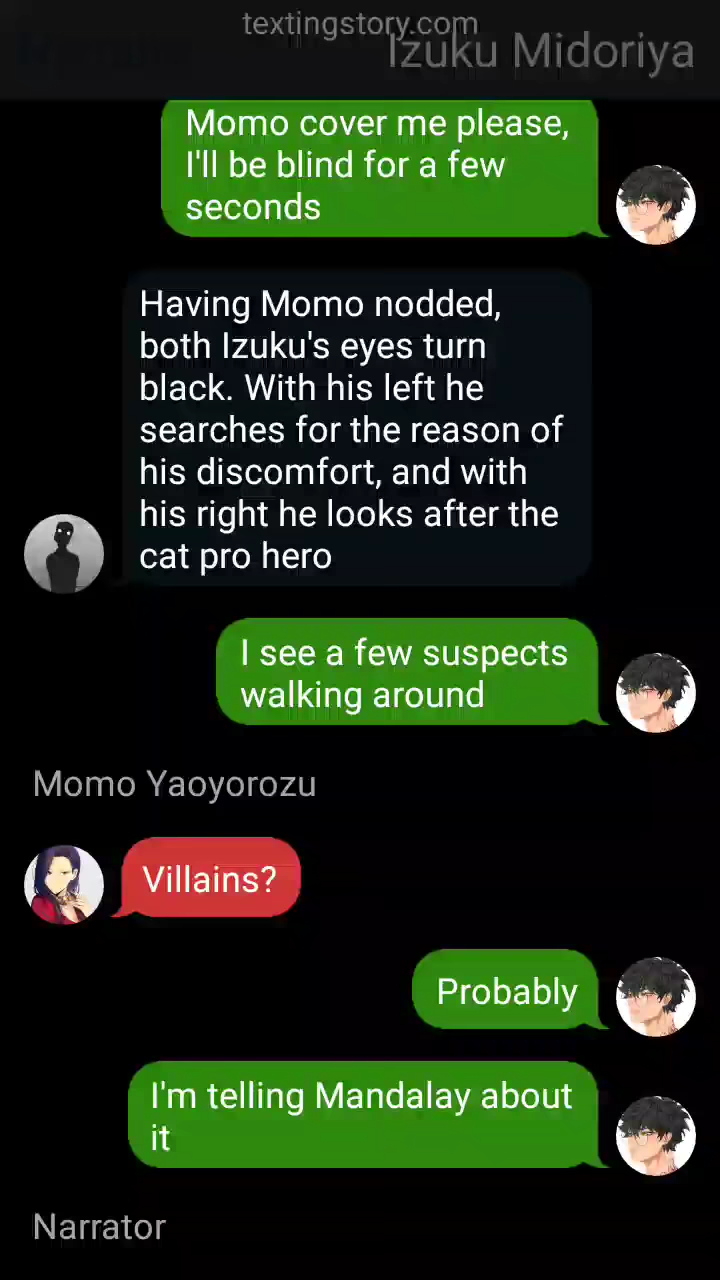 textingstory.com
Izuku Midoriya
Momo cover me please,
I'll be blind for a few
seconds
Having Momo nodded,
both Izuku's eyes turn
black. With his left he
searches for the reason of
his discomfort, and with
his right he looks after the
cat pro hero
I see a few suspects
walking around
Momo Yaoyorozu
Villains?
Probably
I'm telling Mandalay about
it
Narrator